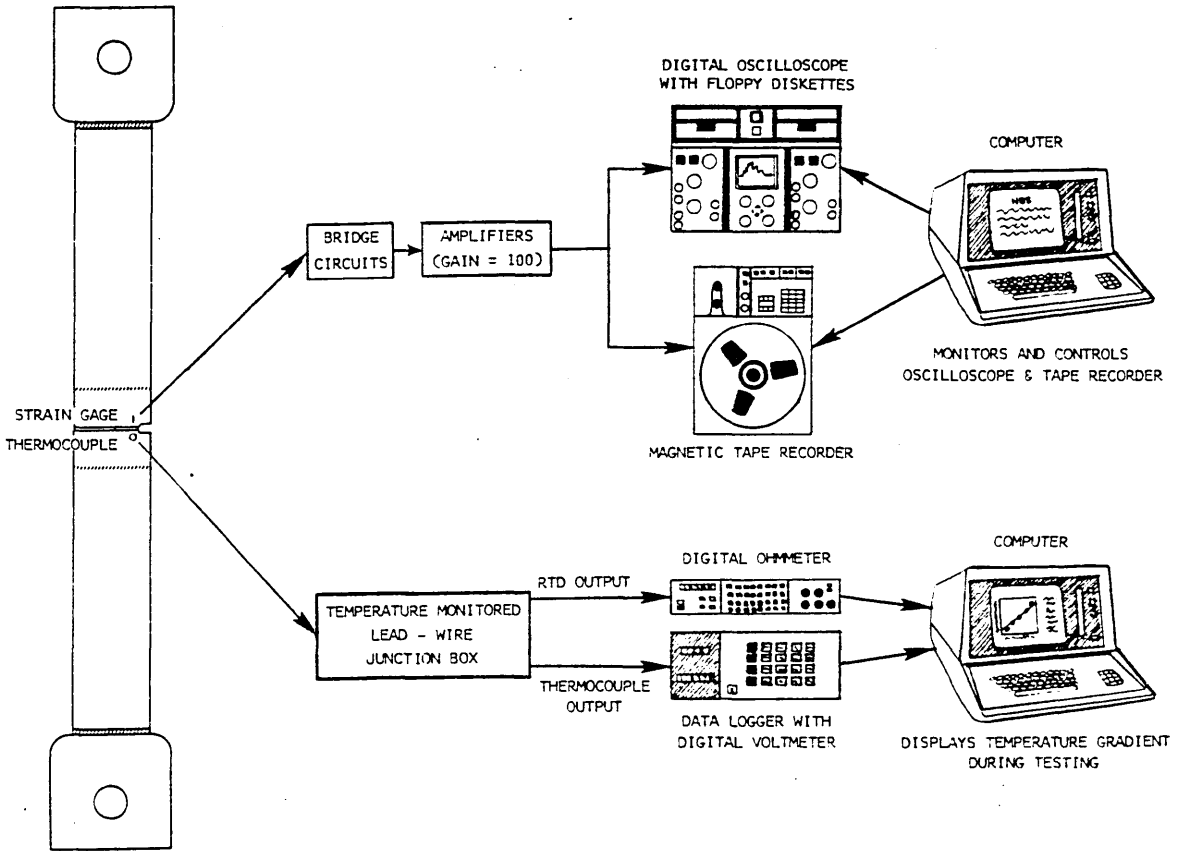 DIGITAL OSCILLOSCOPE
WITH FLOPPY DISKETTES
COMPUTER
NBS
BRIDGE
CIRCUITS
AMPLIFIERS
(GAIN = 100)
MONITORS AND CONTROLS
OSCILLOSCOPE & TAPE RECORDER
STRAIN GAGE
THERMOCOUPLE
MAGNETIC TAPE RECORDER
COMPUTER
DIGITAL OHMMETER
RTD OUTPUT
TEMPERATURE MONITORED
LEAD - WIRE
JUNCTION BOX
THERMOCOUPLE
OUTPUT
DATA LOGGER WITH
DIGITAL VOLTMETER
DISPLAYS TEMPERATURE GRADIENT
DURING TESTING